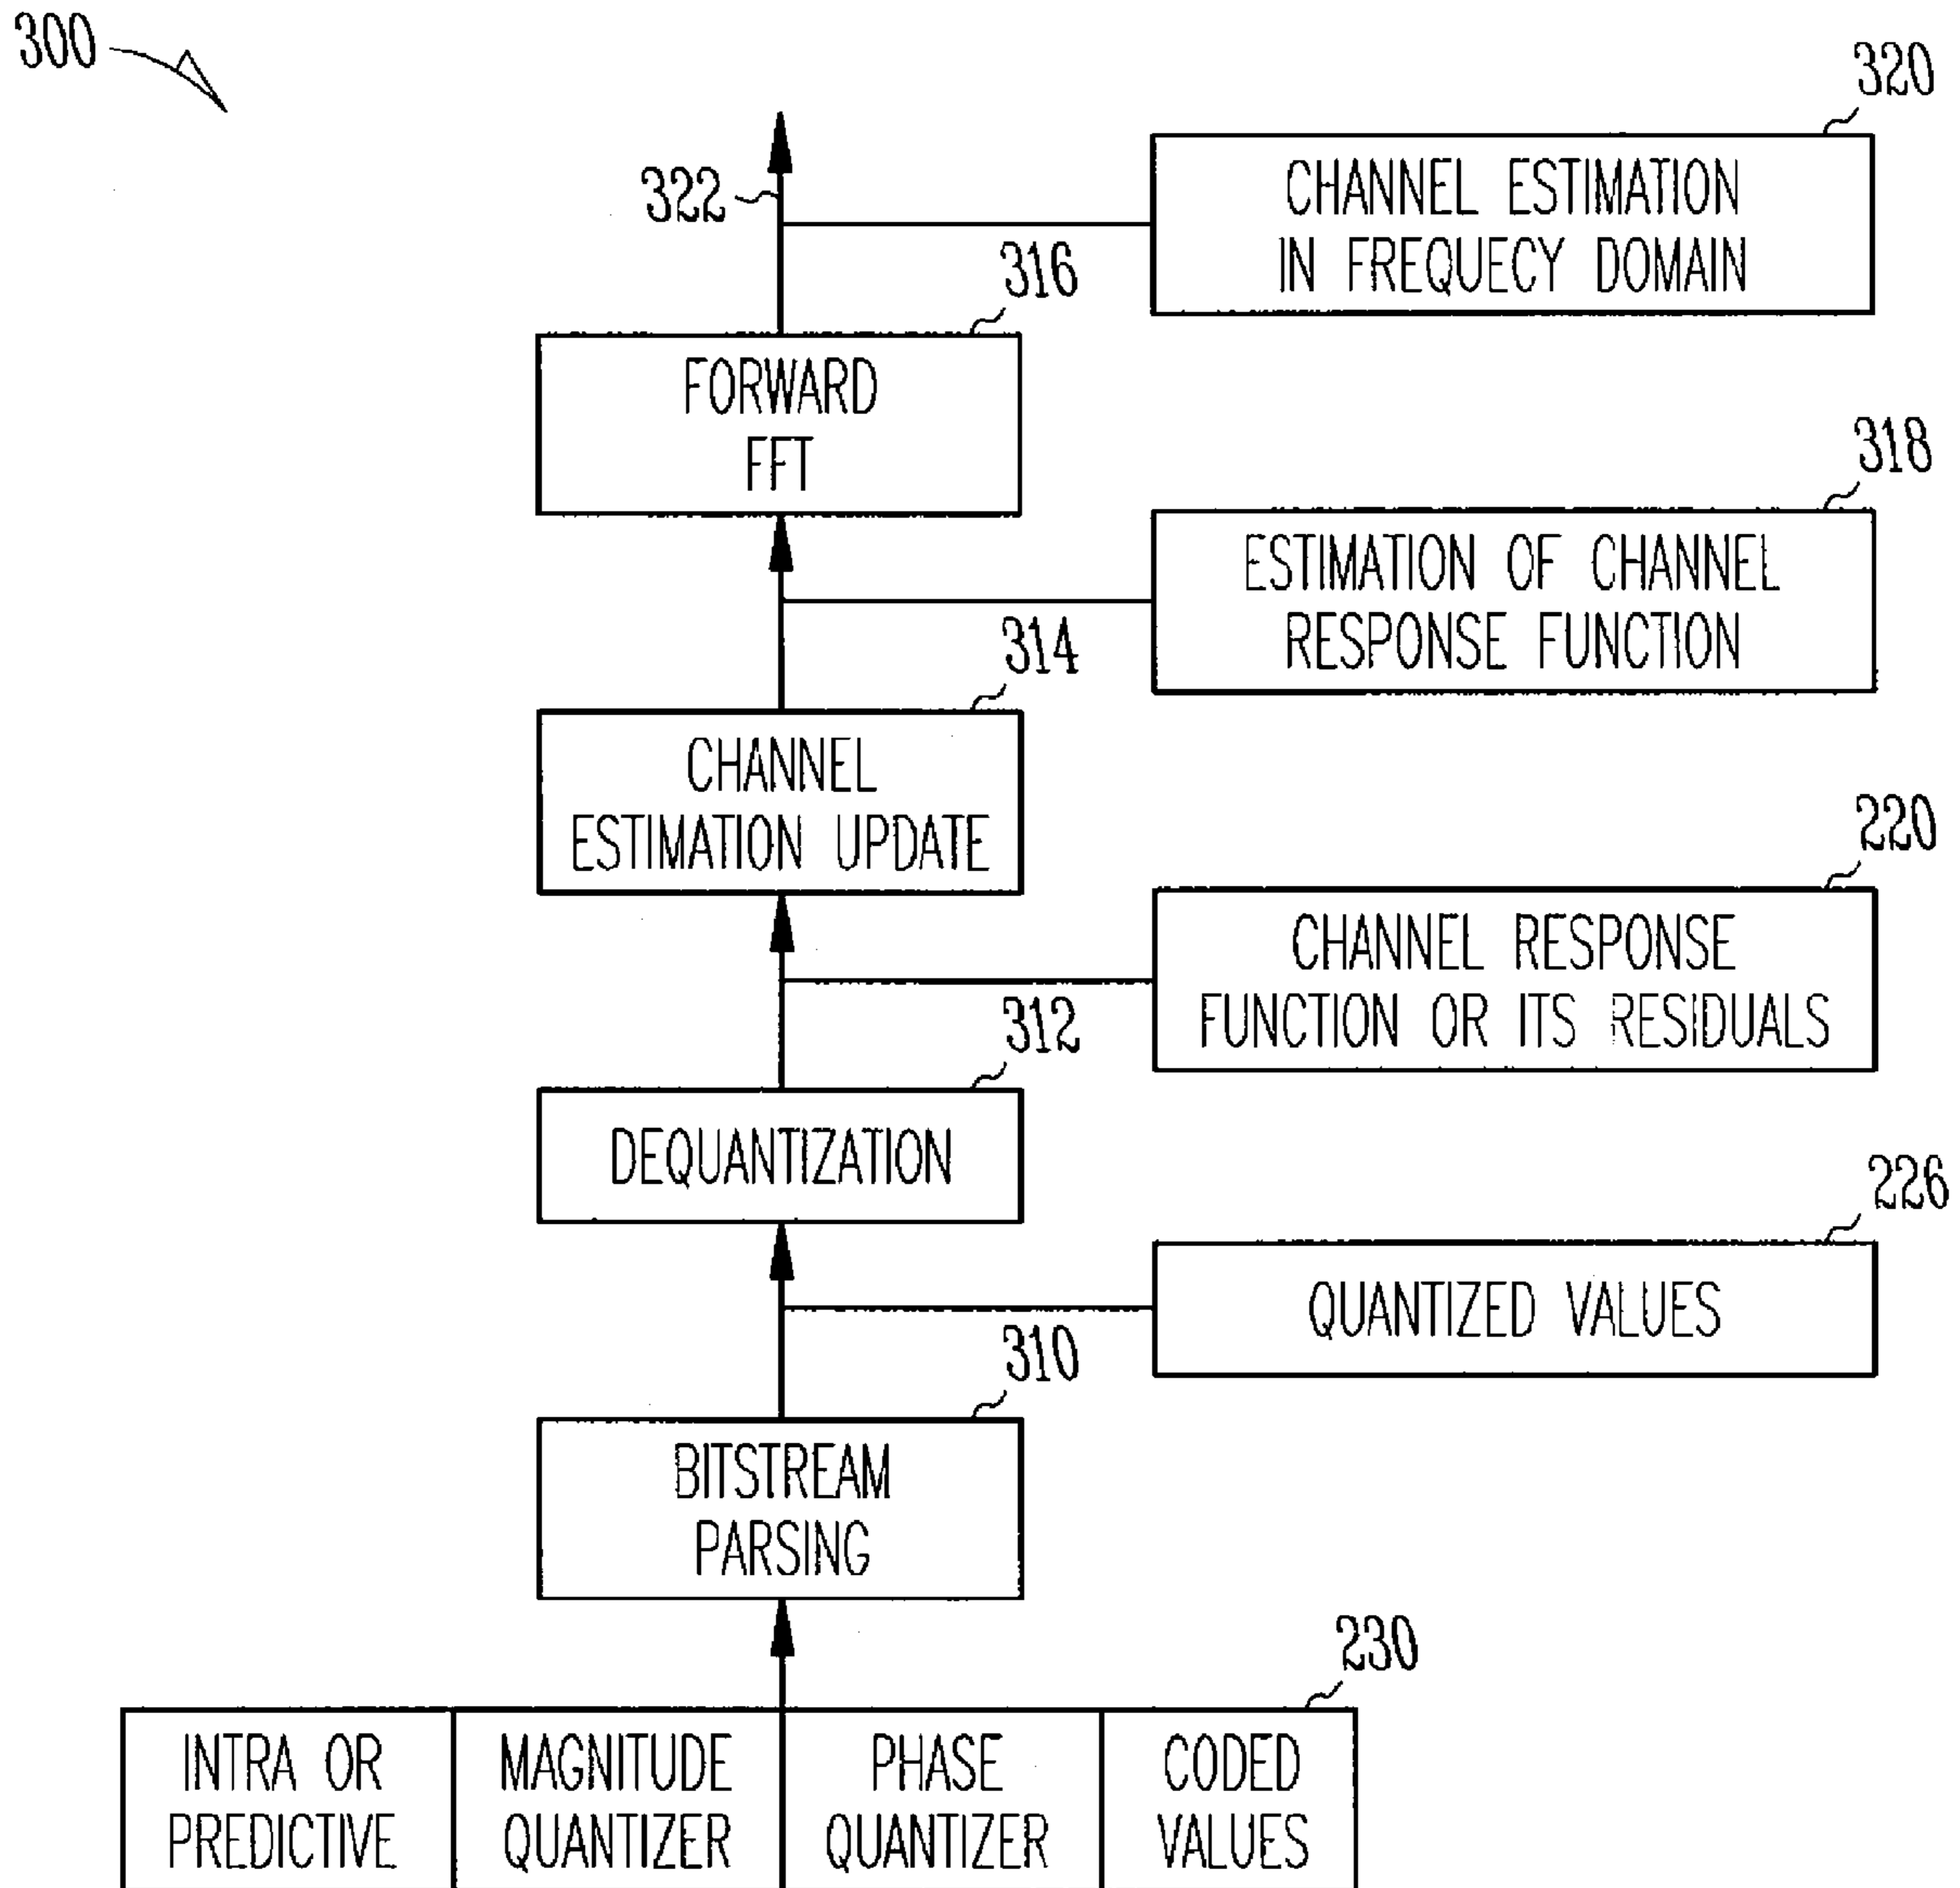 300
320
CHANNEL ESTIMATION
IN FREQUECY DOMAIN
322
316
FORWARD
FFT
318
ESTIMATION OF CHANNEL
RESPONSE FUNCTION
314
CHANNEL
ESTIMATION UPDATE
220
CHANNEL RESPONSE
FUNCTION OR ITS RESIDUALS
312
DEQUANTIZATION
226
QUANTIZED VALUES
310
BITSTREAM
PARSING
230
INTRA OR
PREDICTIVE
MAGNITUDE
QUANTIZER
PHASE
QUANTIZER
CODED
VALUES